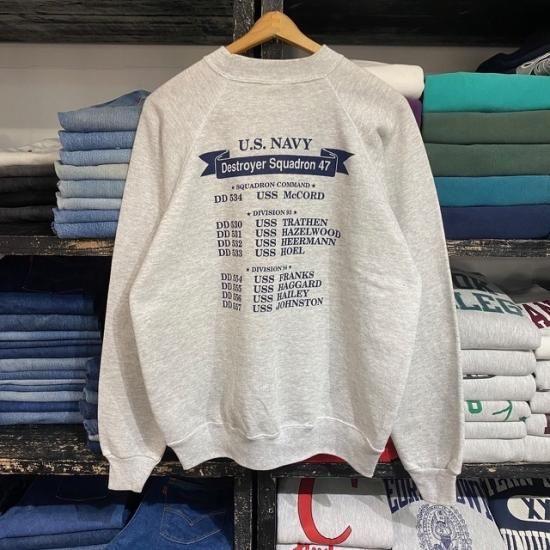 U.S. NAVY
Destroyer Squadron 47
★ SQUADRON COMMAND ★
DD 534 USS McCORD
★ DIVISION 93 ★
DD 530 USS TRATHEN
DD 531 USS HAZELWOOD
DD 532 USS HEERMANN
DD 533 USS HOEL
★ DIVISION 94 ★
DD 554 USS FRANKS
DD 555 USS HAGGARD
DD 556 USS HAILEY
DD 557 USS JOHNSTON